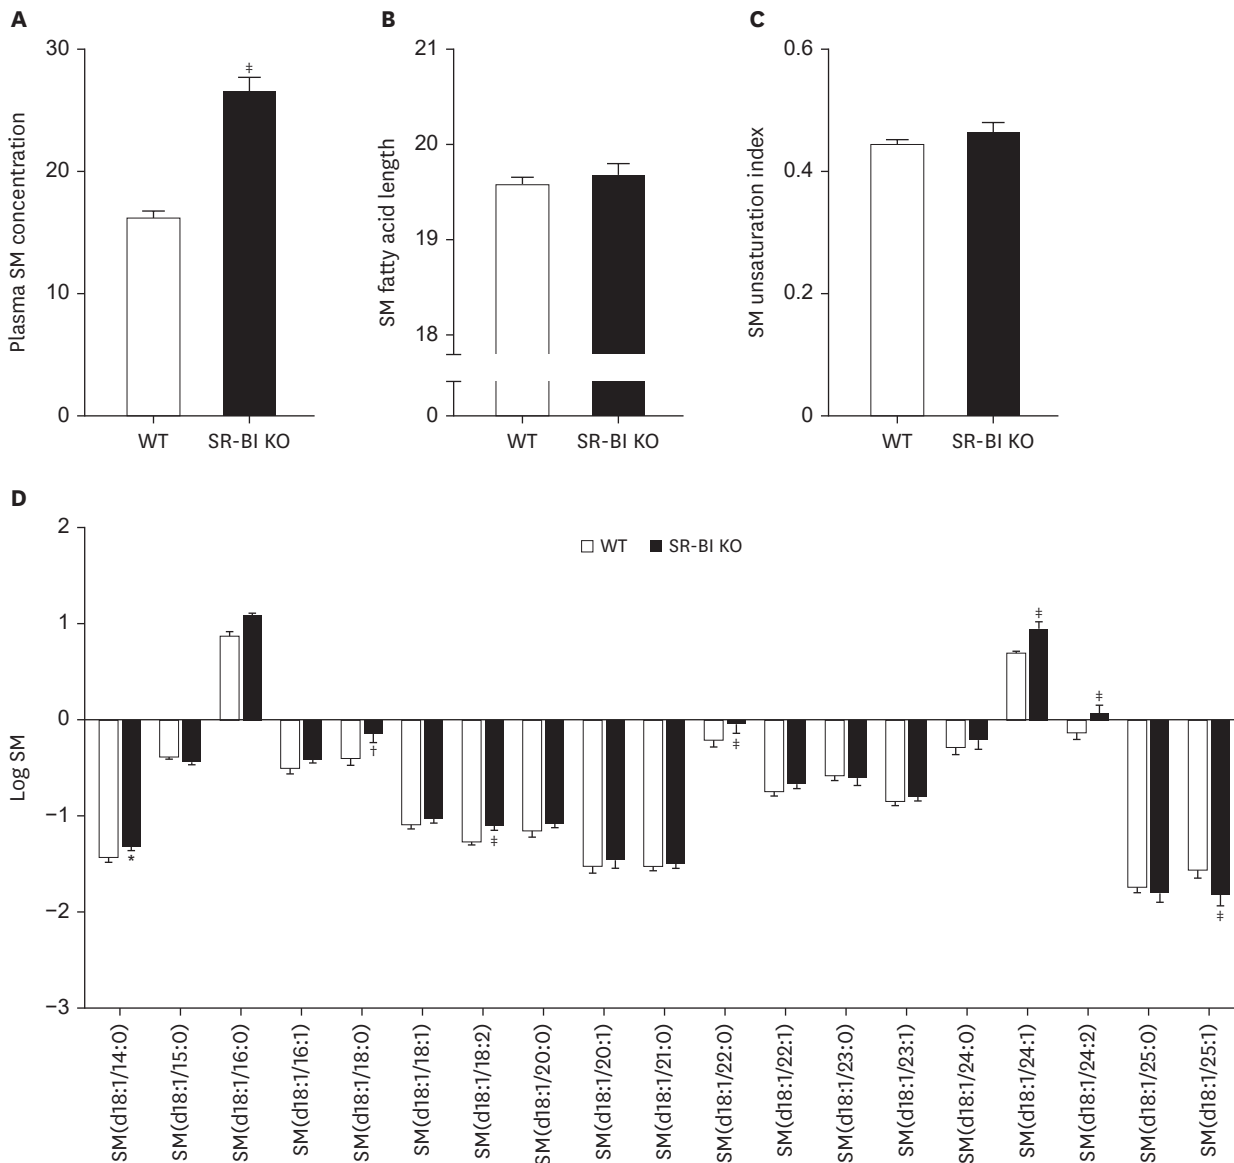 A
Plasma SM concentration
30
20
10
0
‡
WT
SR-BI KO
B
SM fatty acid length
21
20
19
18
0
WT
SR-BI KO
C
SM unsaturation index
0.6
0.4
0.2
0
WT
SR-BI KO
D
Log SM
2
1
0
−1
−2
−3
WT
SR-BI KO
*
†
‡
‡
‡
‡
‡
SM(d18:1/14:0)
SM(d18:1/15:0)
SM(d18:1/16:0)
SM(d18:1/16:1)
SM(d18:1/18:0)
SM(d18:1/18:1)
SM(d18:1/18:2)
SM(d18:1/20:0)
SM(d18:1/20:1)
SM(d18:1/21:0)
SM(d18:1/22:0)
SM(d18:1/22:1)
SM(d18:1/23:0)
SM(d18:1/23:1)
SM(d18:1/24:0)
SM(d18:1/24:1)
SM(d18:1/24:2)
SM(d18:1/25:0)
SM(d18:1/25:1)